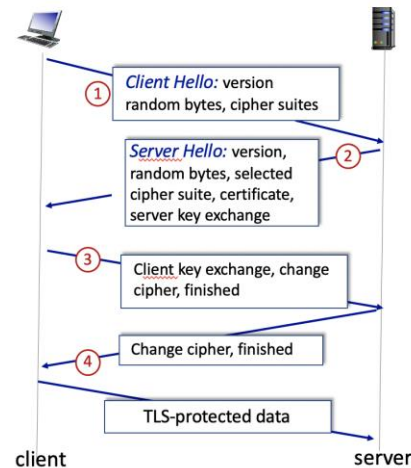 1
Client Hello: version
random bytes, cipher suites
2
Server Hello: version,
random bytes, selected
cipher suite, certificate,
server key exchange
3
Client key exchange, change
cipher, finished
4
Change cipher, finished
TLS-protected data
client
server